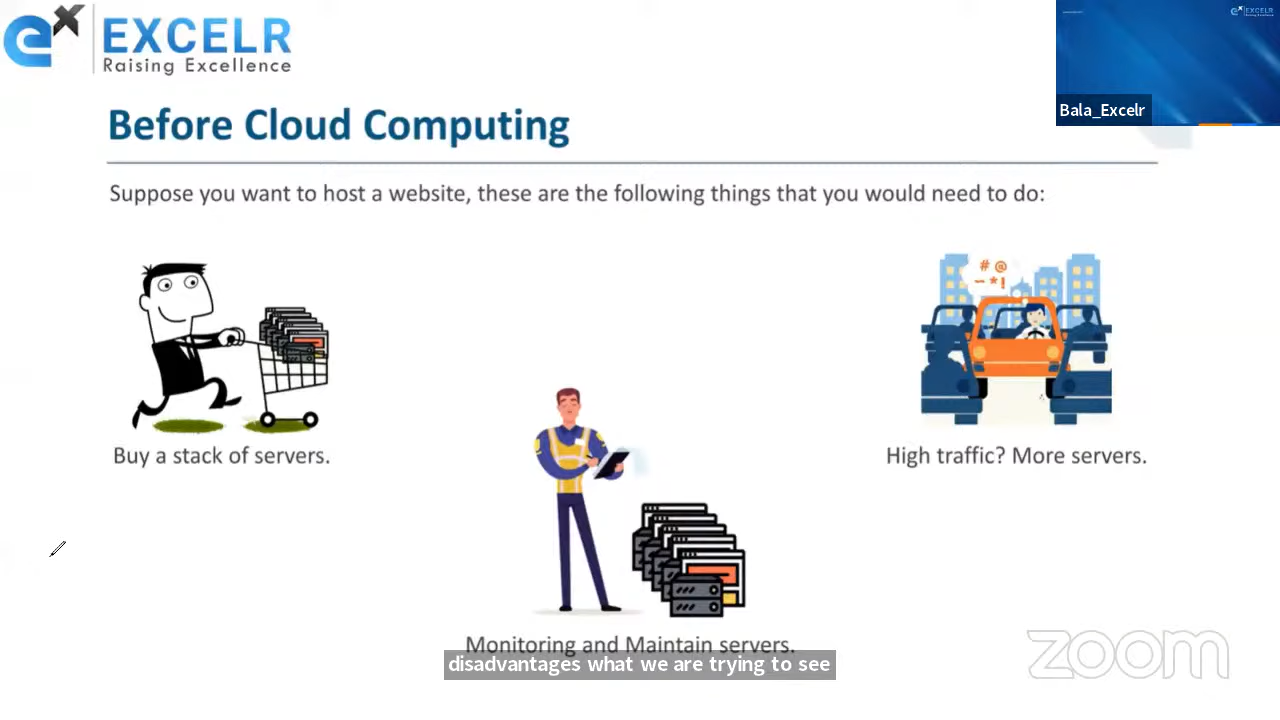 EXCELR
Raising Excellence
EXCELR
Bala_Excelr
Before Cloud Computing
Suppose you want to host a website, these are the following things that you would need to do:
# @
~ * !
Buy a stack of servers.
High traffic? More servers.
Monitoring and Maintain servers.
disadvantages what we are trying to see
zoom